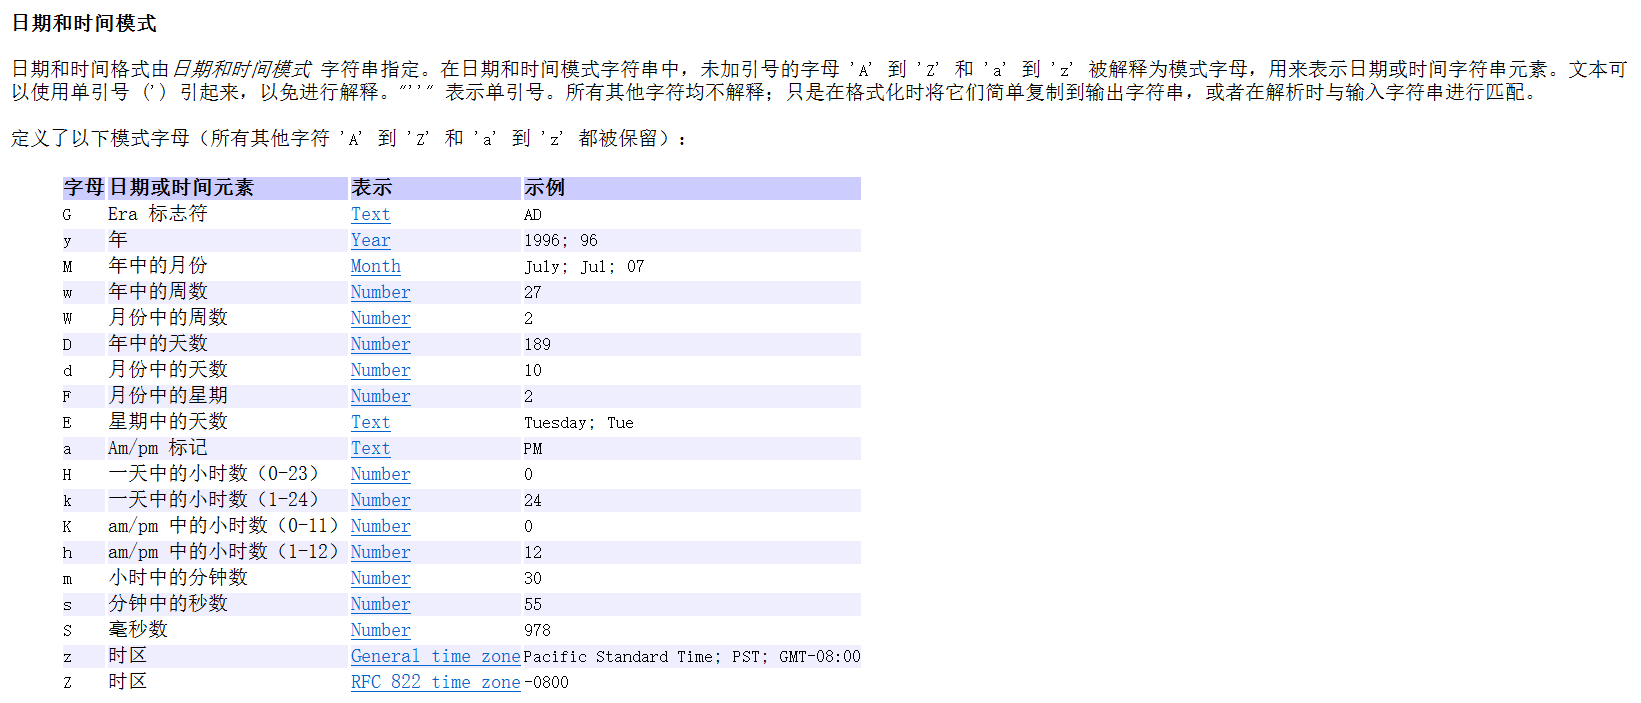 日期和时间模式
日期和时间格式由日期和时间模式 字符串指定。在日期和时间模式字符串中，未加引号的字母 'A' 到 'Z' 和 'a' 到 'z' 被解释为模式字母，用来表示日期或时间字符串元素。文本可
以使用单引号 (') 引起来，以免进行解释。"''" 表示单引号。所有其他字符均不解释；只是在格式化时将它们简单复制到输出字符串，或者在解析时与输入字符串进行匹配。
定义了以下模式字母（所有其他字符 'A' 到 'Z' 和 'a' 到 'z' 都被保留）：
字母 日期或时间元素 表示 示例
G Era 标志符 Text AD
y 年 Year 1996; 96
M 年中的月份 Month July; Jul; 07
w 年中的周数 Number 27
W 月份中的周数 Number 2
D 年中的天数 Number 189
d 月份中的天数 Number 10
F 月份中的星期 Number 2
E 星期中的天数 Text Tuesday; Tue
a Am/pm 标记 Text PM
H 一天中的小时数（0-23） Number 0
k 一天中的小时数（1-24） Number 24
K am/pm 中的小时数（0-11） Number 0
h am/pm 中的小时数（1-12） Number 12
m 小时中的分钟数 Number 30
s 分钟中的秒数 Number 55
S 毫秒数 Number 978
z 时区 General time zone Pacific Standard Time; PST; GMT-08:00
Z 时区 RFC 822 time zone -0800